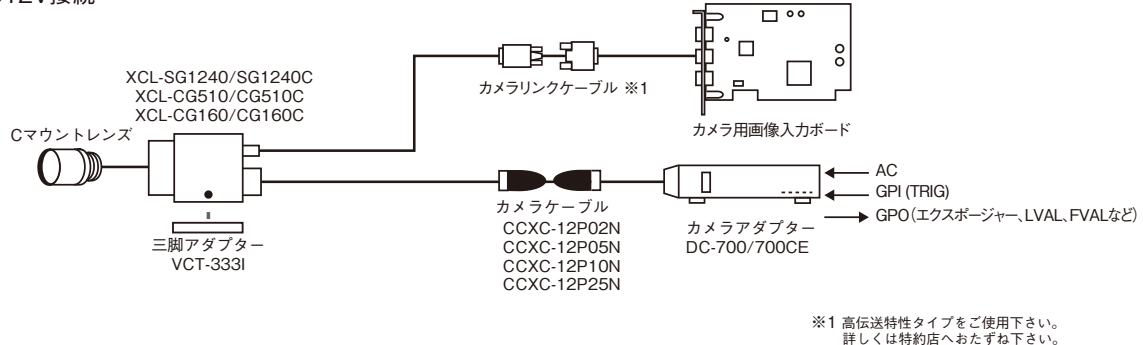 XCL-SG1240/SG1240C
XCL-CG510/CG510C
XCL-CG160/CG160C
Cマウントレンズ
三脚アダプター
VCT-333I
カメラリンクケーブル ※1
カメラ用画像入力ボード
カメラケーブル
CCXC-12P02N
CCXC-12P05N
CCXC-12P10N
CCXC-12P25N
カメラアダプター
DC-700/700CE
AC
GPI (TRIG)
GPO(エクスポージャー、LVAL、FVALなど)
※1 高伝送特性タイプをご使用下さい。
詳しくは特約店へおたずね下さい。